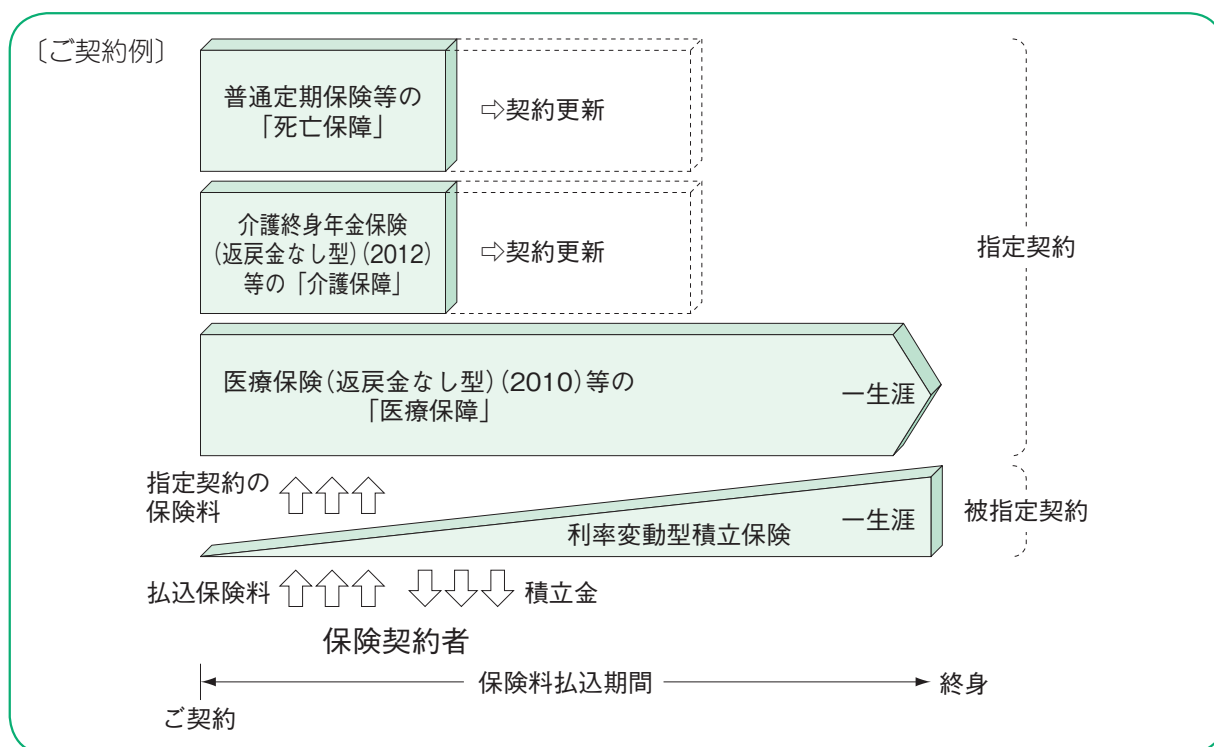 〔ご契約例〕
普通定期保険等の
「死亡保障」
⇨契約更新
介護終身年金保険
(返戻金なし型)(2012)
等の「介護保障」
⇨契約更新
指定契約
医療保険(返戻金なし型)(2010)等の
「医療保障」
一生涯
指定契約の
保険料
利率変動型積立保険
一生涯
被指定契約
払込保険料
積立金
保険契約者
保険料払込期間
終身
ご契約